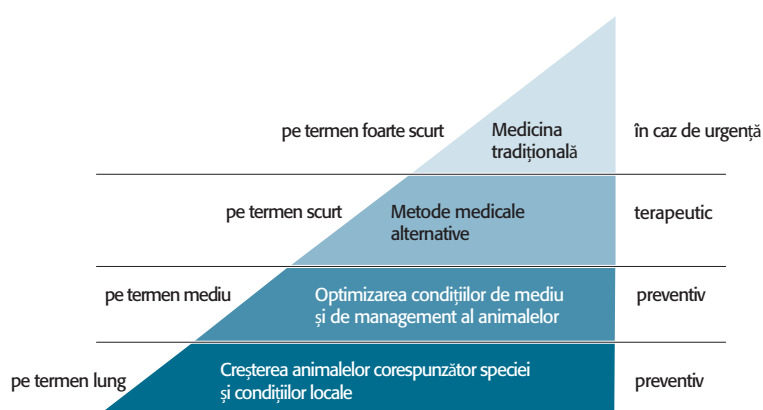 pe termen foarte scurt
Medicina
tradițională
în caz de urgență
pe termen scurt
Metode medicale
alternative
terapeutic
pe termen mediu
Optimizarea condițiilor de mediu
și de management al animalelor
preventiv
pe termen lung
Creșterea animalelor corespunzător speciei
și condițiilor locale
preventiv